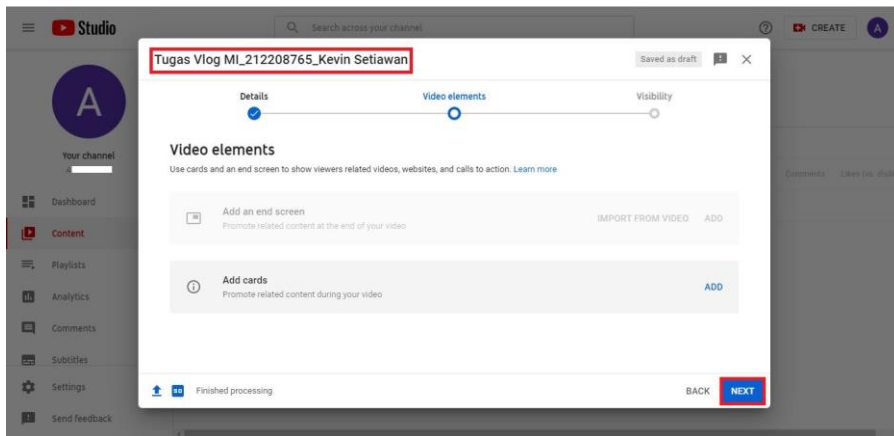 Studio
Search across your channel
CREATE
A
Tugas Vlog MI_212208765_Kevin Setiawan
Saved as draft
Details
Video elements
Visibility
A
Your channel
Video elements
Use cards and an end screen to show viewers related videos, websites, and calls to action. Learn more
Comments
Dashboard
Add an end screen
Promote related content at the end of your video
IMPORT FROM VIDEO
ADD
Content
Playlists
Add cards
Promote related content during your video
ADD
Analytics
Comments
Subtitles
Settings
SD
Finished processing
BACK
NEXT
Send feedback